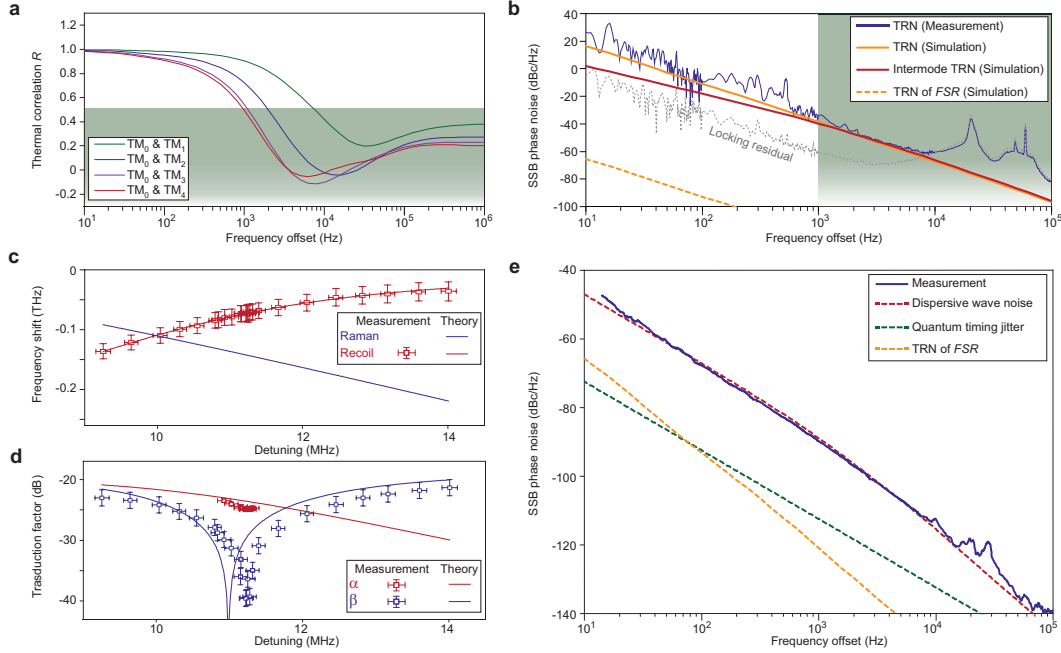 a
1.2
1.0
0.8
0.6
0.4
0.2
0
-0.2
Thermal correlation R
TM0 & TM1
TM0 & TM2
TM0 & TM3
TM0 & TM4
10^1
10^2
10^3
10^4
10^5
10^6
Frequency offset (Hz)
b
40
20
0
-20
-40
-60
-80
-100
SSB phase noise (dBc/Hz)
TRN (Measurement)
TRN (Simulation)
Intermode TRN (Simulation)
TRN of FSR (Simulation)
Locking residual
10^1
10^2
10^3
10^4
10^5
Frequency offset (Hz)
c
0
-0.1
-0.2
Frequency shift (THz)
Measurement Theory
Raman
Recoil
10
11
12
13
14
Detuning (MHz)
d
-20
-30
-40
Trasduction factor (dB)
Measurement Theory
α
β
10
11
12
13
14
Detuning (MHz)
e
-40
-60
-80
-100
-120
-140
SSB phase noise (dBc/Hz)
Measurement
Dispersive wave noise
Quantum timing jitter
TRN of FSR
10^1
10^2
10^3
10^4
10^5
Frequency offset (Hz)